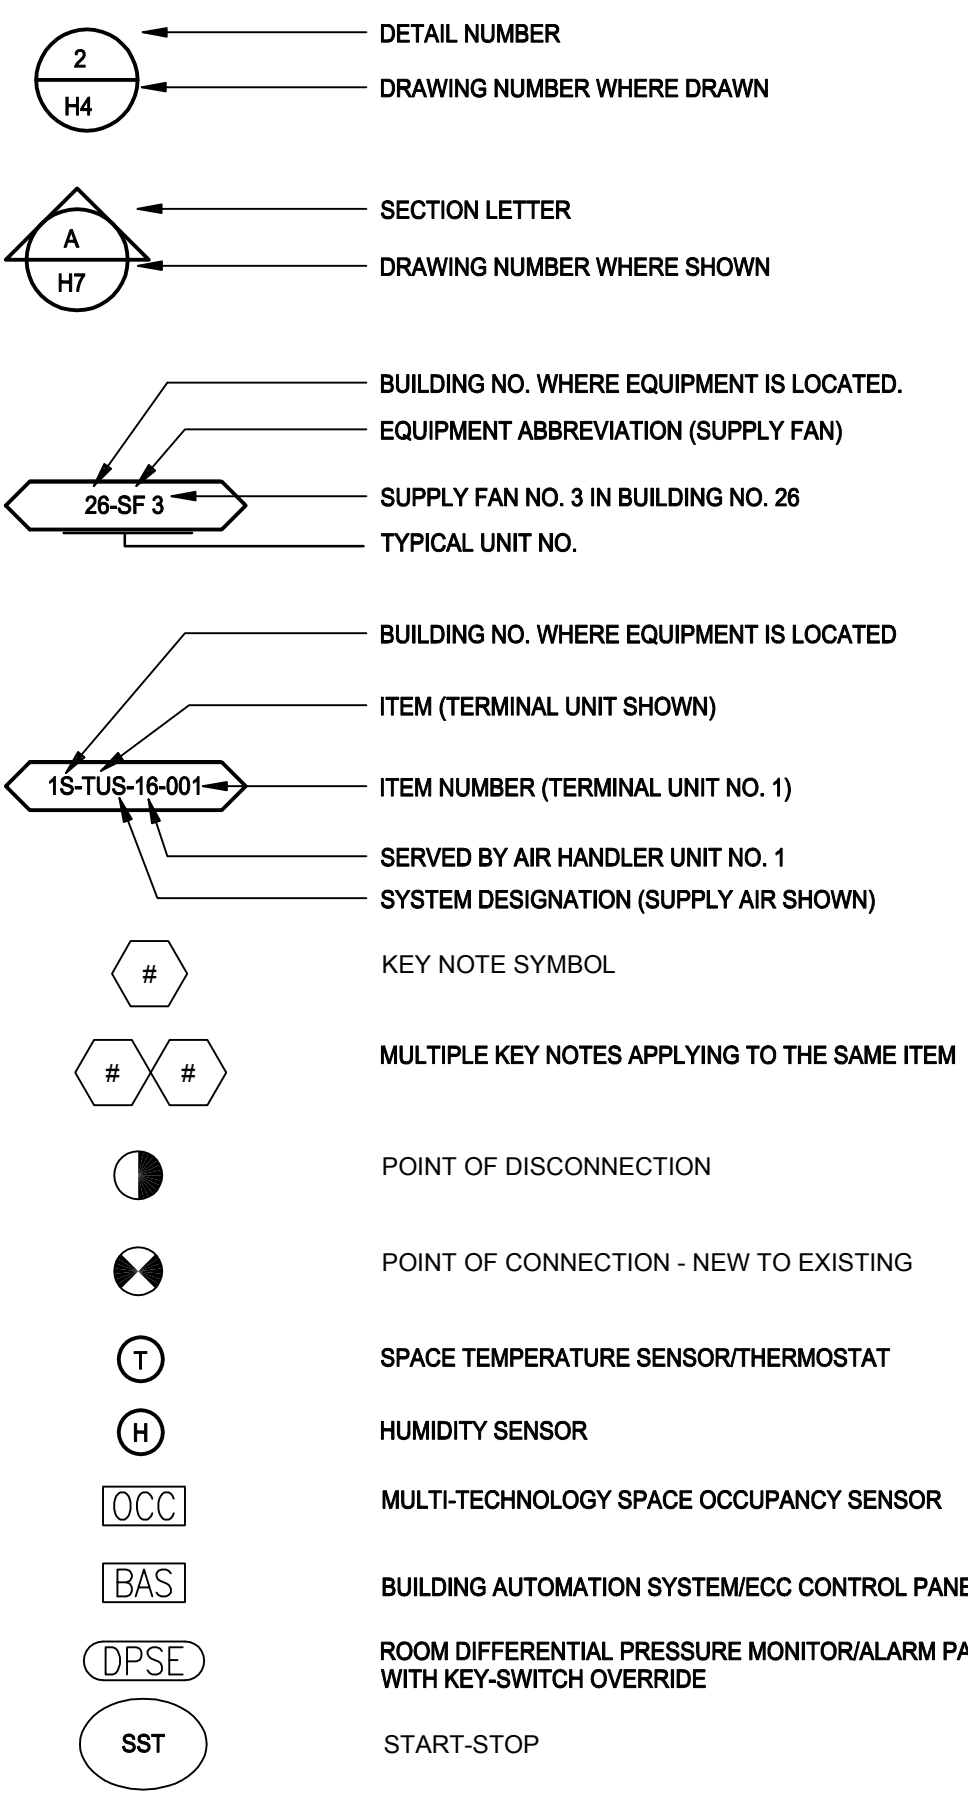 2
H4
DETAIL NUMBER
DRAWING NUMBER WHERE DRAWN
A
H7
SECTION LETTER
DRAWING NUMBER WHERE SHOWN
BUILDING NO. WHERE EQUIPMENT IS LOCATED.
EQUIPMENT ABBREVIATION (SUPPLY FAN)
26-SF 3
SUPPLY FAN NO. 3 IN BUILDING NO. 26
TYPICAL UNIT NO.
BUILDING NO. WHERE EQUIPMENT IS LOCATED
ITEM (TERMINAL UNIT SHOWN)
1S-TUS-16-001
ITEM NUMBER (TERMINAL UNIT NO. 1)
SERVED BY AIR HANDLER UNIT NO. 1
SYSTEM DESIGNATION (SUPPLY AIR SHOWN)
# KEY NOTE SYMBOL
# # MULTIPLE KEY NOTES APPLYING TO THE SAME ITEM
POINT OF DISCONNECTION
POINT OF CONNECTION - NEW TO EXISTING
T SPACE TEMPERATURE SENSOR/THERMOSTAT
H HUMIDITY SENSOR
OCC MULTI-TECHNOLOGY SPACE OCCUPANCY SENSOR
BAS BUILDING AUTOMATION SYSTEM/ECC CONTROL PANE
DPSE ROOM DIFFERENTIAL PRESSURE MONITOR/ALARM PA
WITH KEY-SWITCH OVERRIDE
SST START-STOP